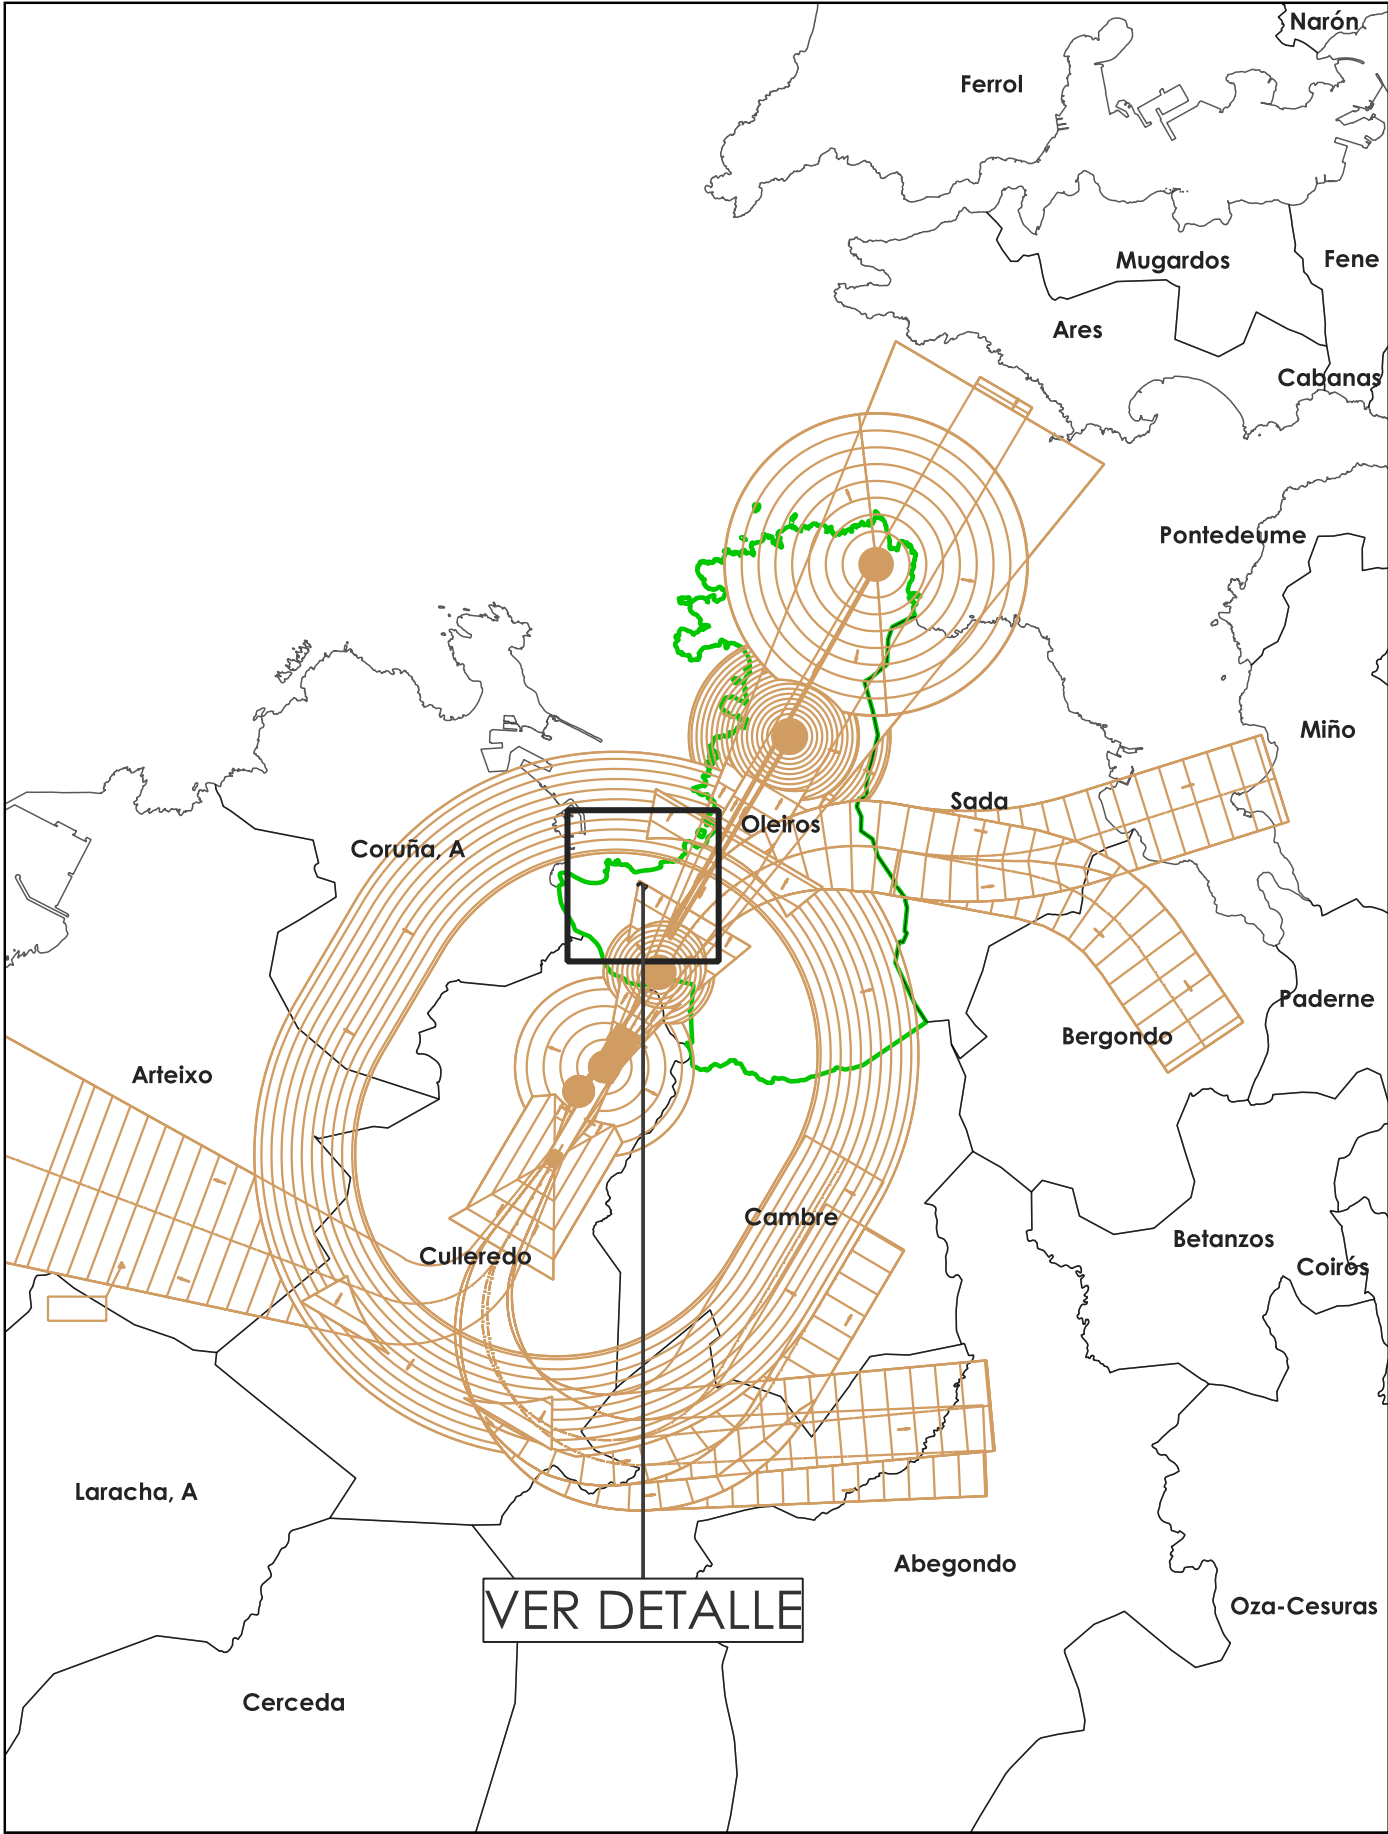 Narón
Ferrol
Mugardos
Fene
Ares
Cabanas
Pontedeume
Miño
Sada
Oleiros
Coruña, A
Paderne
Bergondo
Arteixo
Cambre
Betanzos
Culleredo
Coirós
Laracha, A
Abegondo
VER DETALLE
Oza-Cesuras
Cerceda